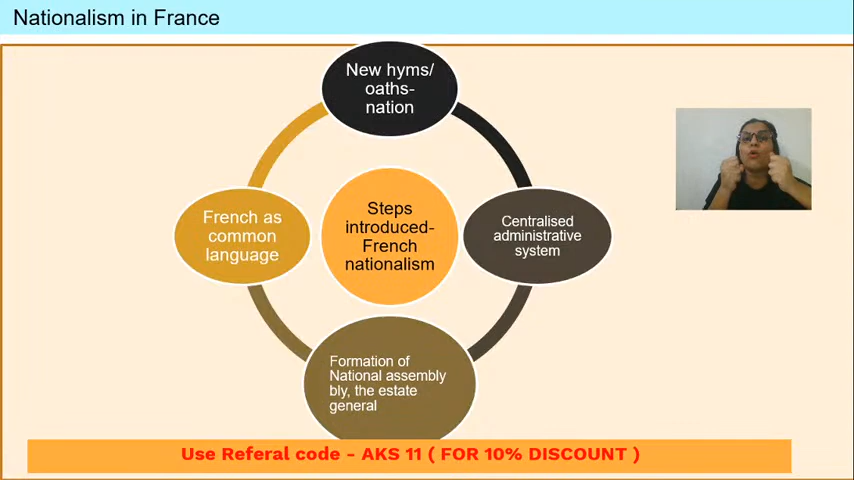 Nationalism in France
New hyms/
oaths-
nation
French as
common
language
Steps
introduced-
French
nationalism
Centralised
administrative
system
Formation of
National assembly
bly, the estate
general
Use Referal code - AKS 11 ( FOR 10% DISCOUNT )